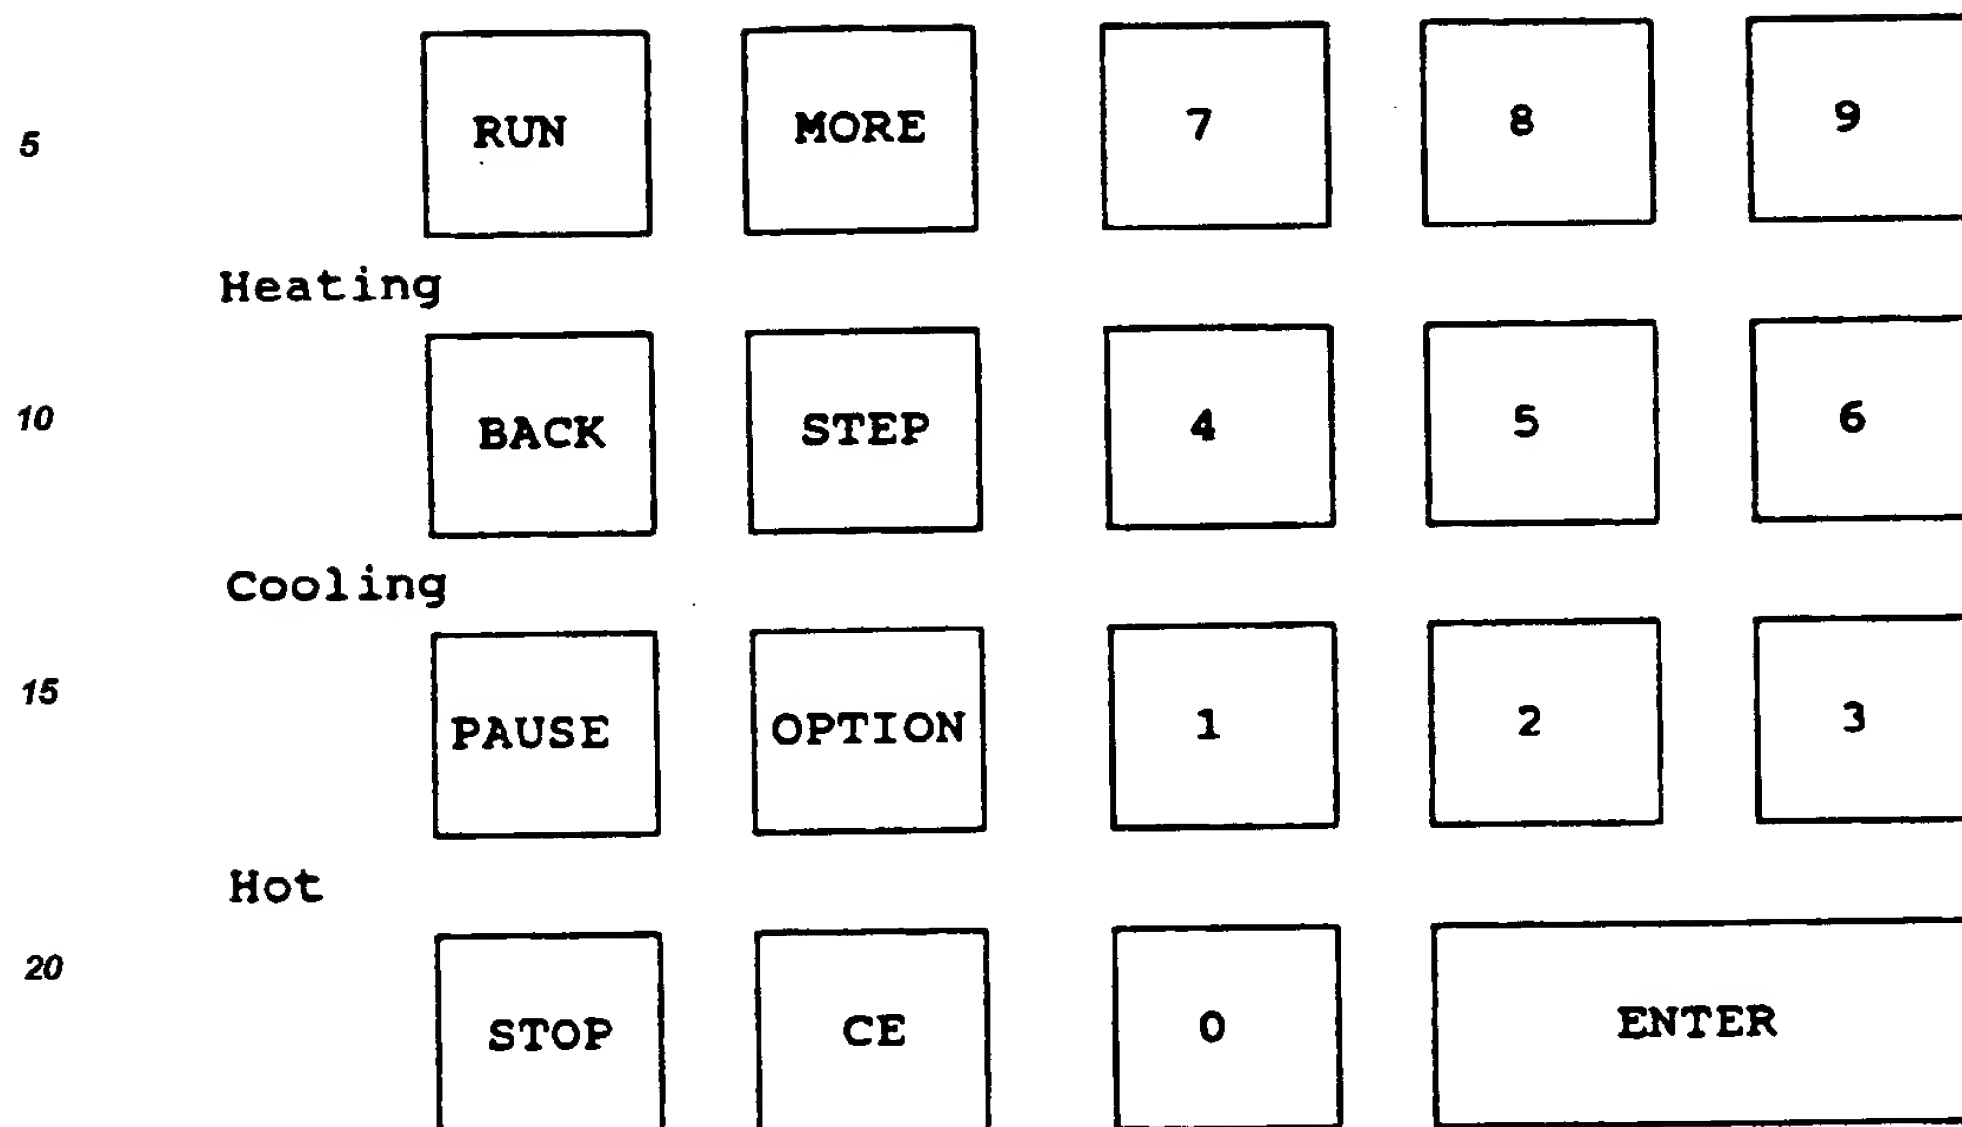 5 RUN MORE 7 8 9
Heating
10 BACK STEP 4 5 6
Cooling
15 PAUSE OPTION 1 2 3
Hot
20 STOP CE 0 ENTER